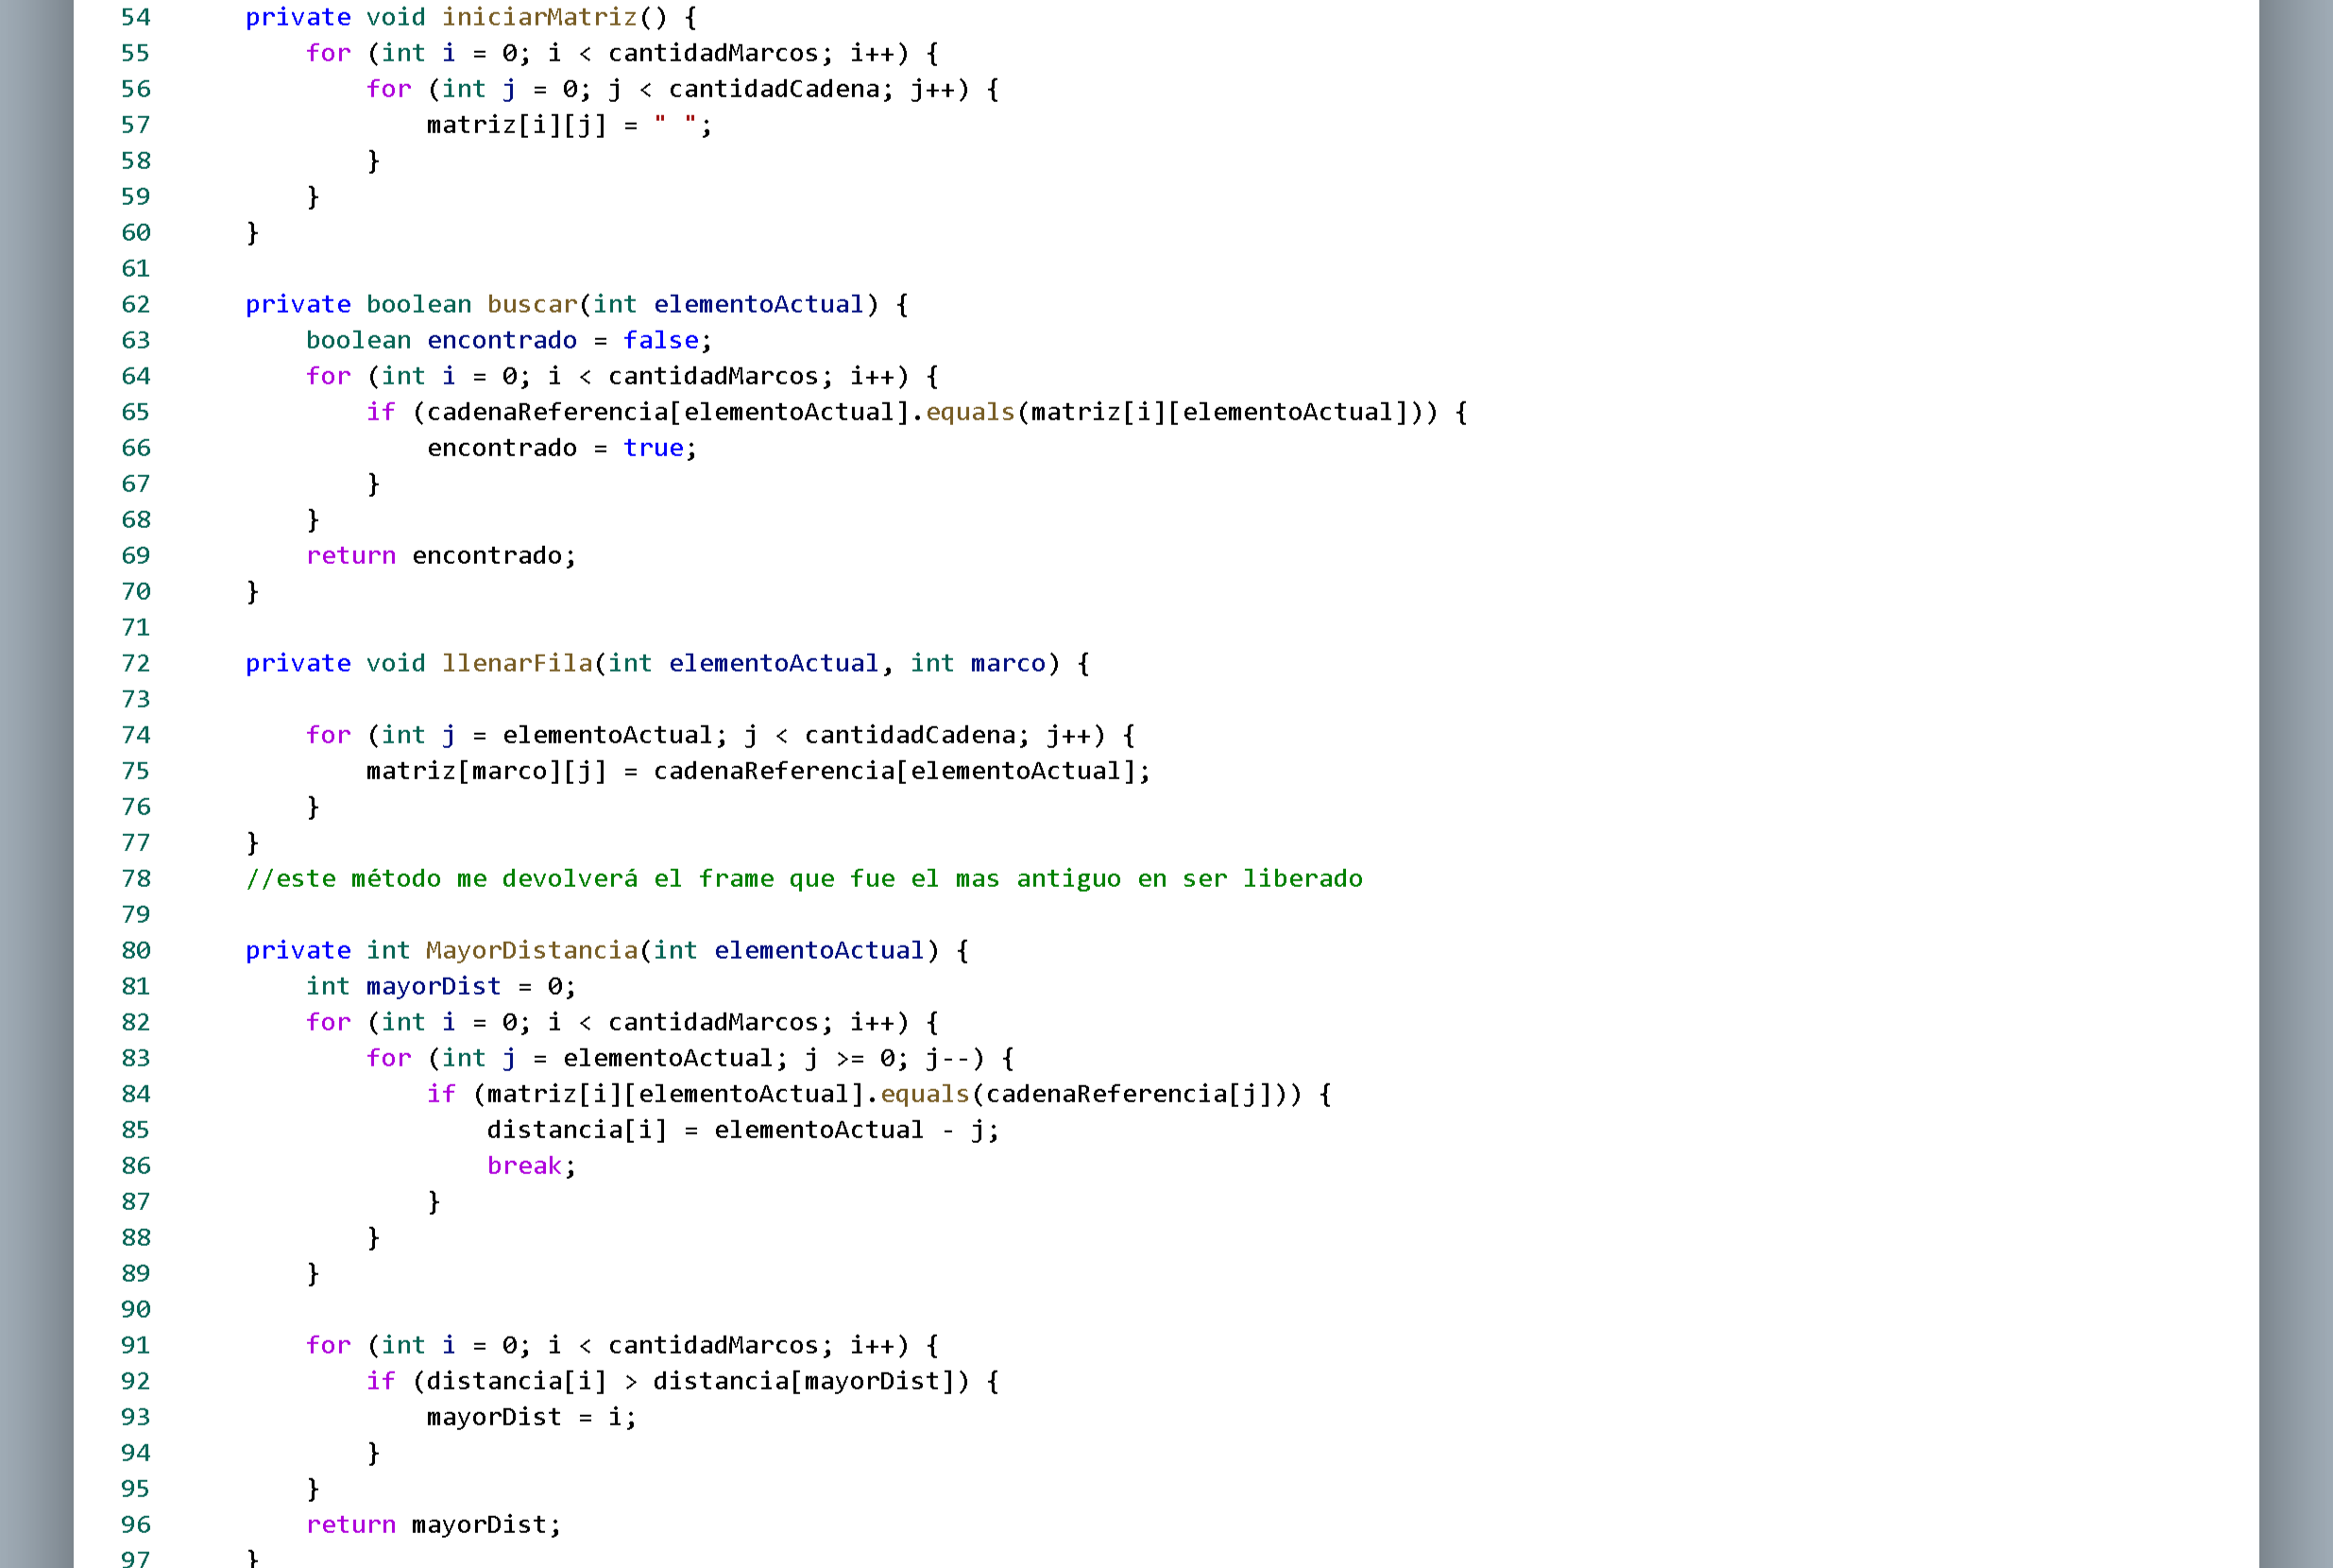 54 private void iniciarMatriz() {
55 for (int i = 0; i < cantidadMarcos; i++) {
56 for (int j = 0; j < cantidadCadena; j++) {
57 matriz[i][j] = " ";
58 }
59 }
60 }
61
62 private boolean buscar(int elementoActual) {
63 boolean encontrado = false;
64 for (int i = 0; i < cantidadMarcos; i++) {
65 if (cadenaReferencia[elementoActual].equals(matriz[i][elementoActual])) {
66 encontrado = true;
67 }
68 }
69 return encontrado;
70 }
71
72 private void llenarFila(int elementoActual, int marco) {
73
74 for (int j = elementoActual; j < cantidadCadena; j++) {
75 matriz[marco][j] = cadenaReferencia[elementoActual];
76 }
77 }
78 //este método me devolverá el frame que fue el mas antiguo en ser liberado
79
80 private int MayorDistancia(int elementoActual) {
81 int mayorDist = 0;
82 for (int i = 0; i < cantidadMarcos; i++) {
83 for (int j = elementoActual; j >= 0; j--) {
84 if (matriz[i][elementoActual].equals(cadenaReferencia[j])) {
85 distancia[i] = elementoActual - j;
86 break;
87 }
88 }
89 }
90
91 for (int i = 0; i < cantidadMarcos; i++) {
92 if (distancia[i] > distancia[mayorDist]) {
93 mayorDist = i;
94 }
95 }
96 return mayorDist;
97 }